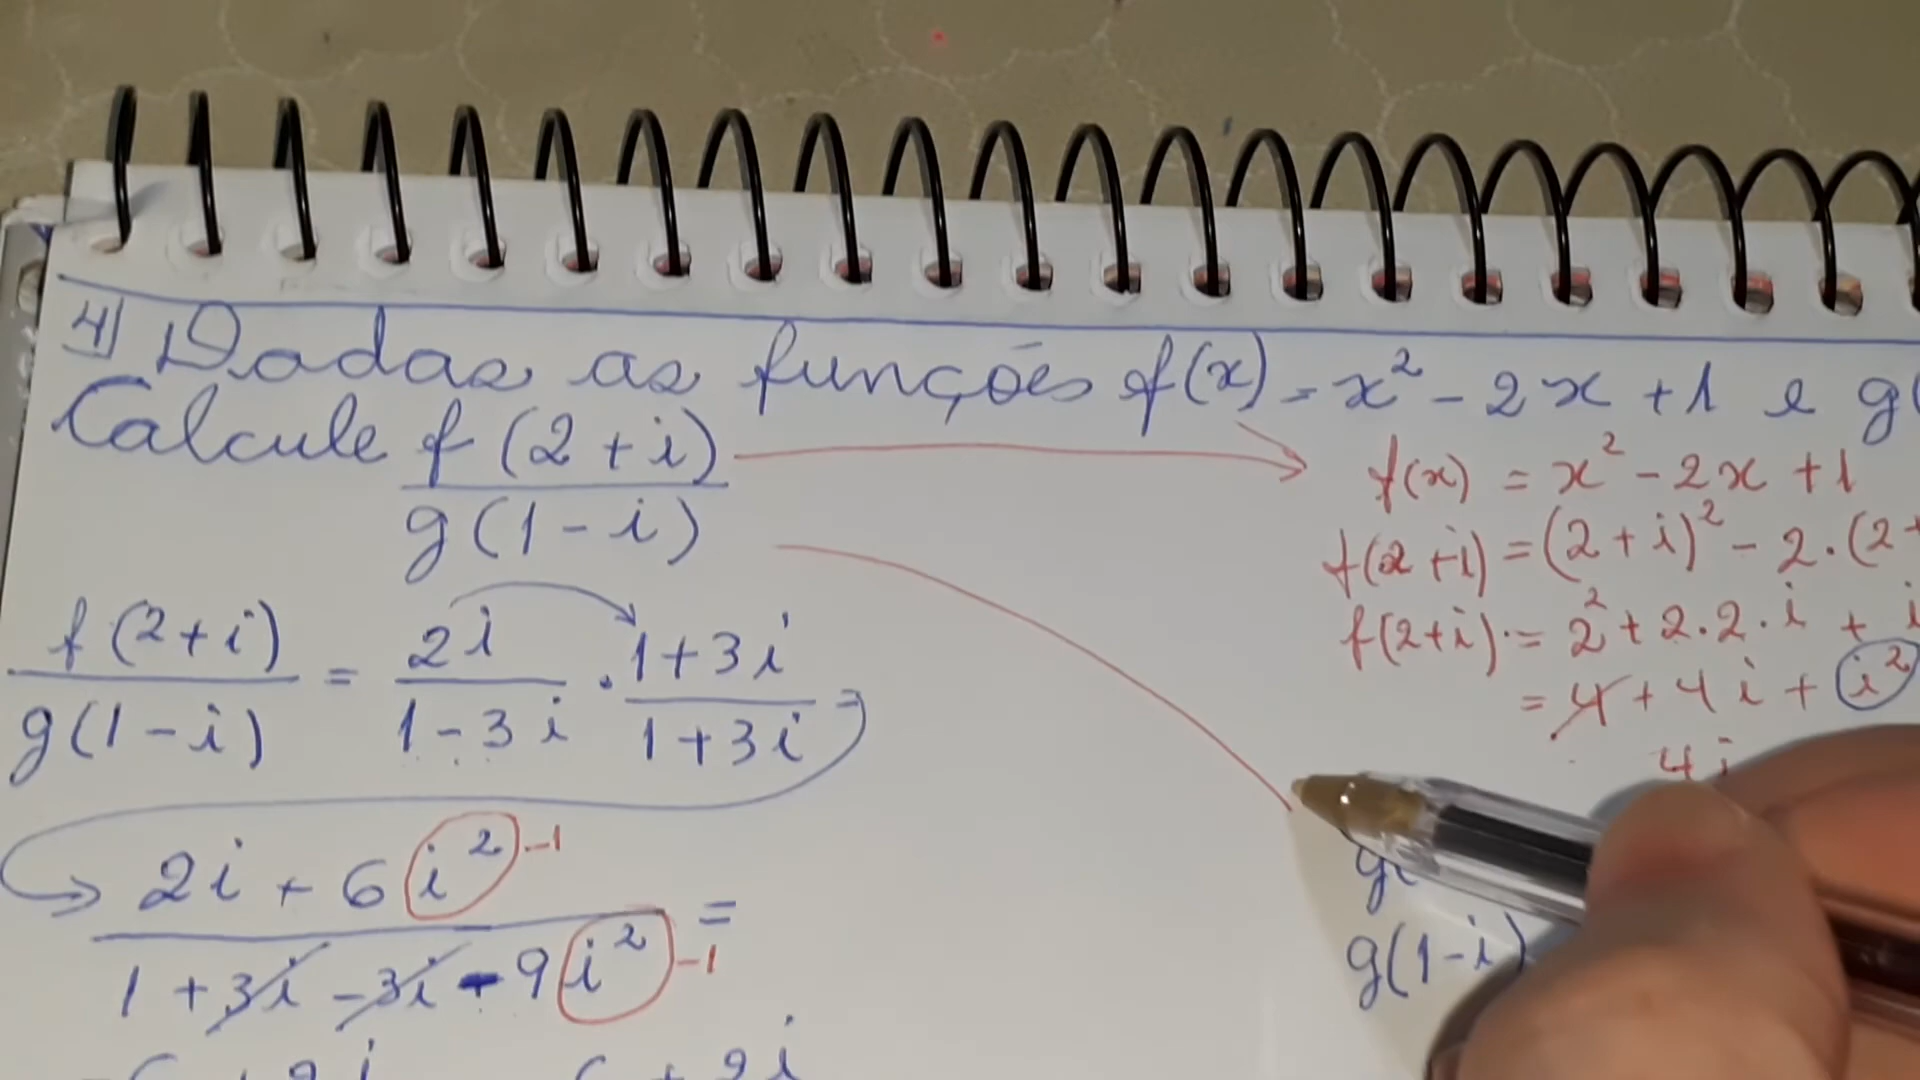 4) Dadas as funções f(x) = x² - 2x + 1 e g(
Calcule f(2 + i)
g(1 - i)
f(x) = x² - 2x + 1
f(2 + i) = (2 + i)² - 2.(2+
f(2+i) = 2² + 2.2.i + i
= 4 + 4i + i²
4i
g(
g(1-i)
f(2+i) = 2i . 1+3i =
g(1-i) 1-3i 1+3i
2i + 6i² -1 =
1 + 3i - 3i - 9i² -1